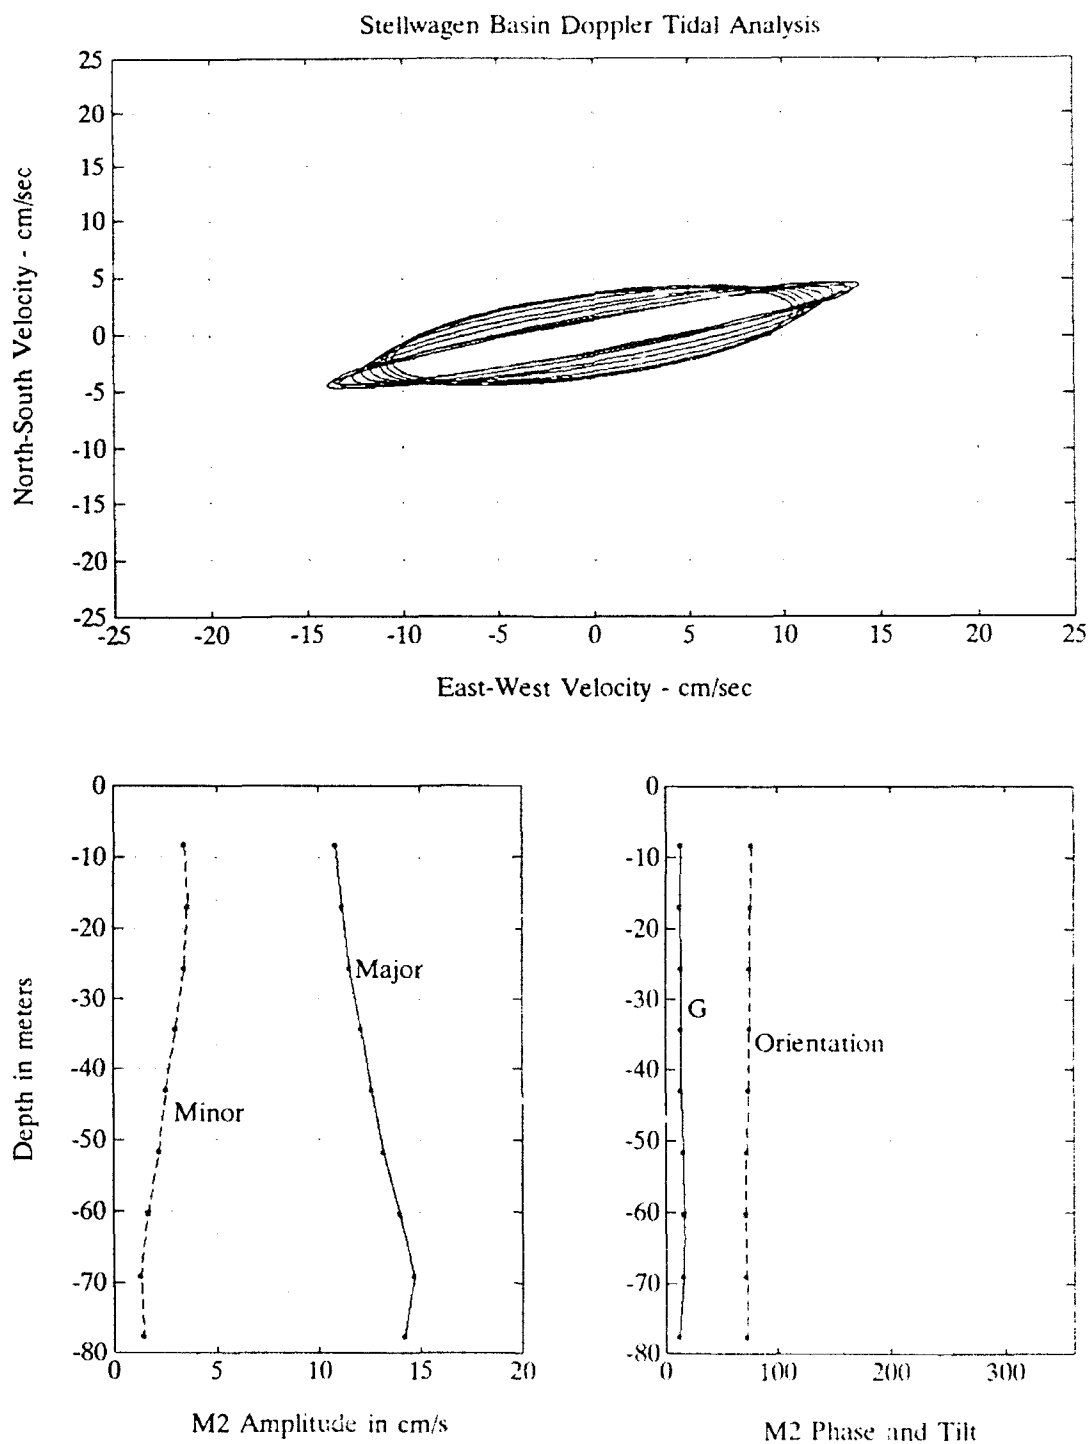 Stellwagen Basin Doppler Tidal Analysis
North-South Velocity - cm/sec
25
20
15
10
5
0
-5
-10
-15
-20
-25
-25 -20 -15 -10 -5 0 5 10 15 20 25
East-West Velocity - cm/sec
Depth in meters
0
-10
-20
-30
-40
-50
-60
-70
-80
Major
Minor
0 5 10 15 20
M2 Amplitude in cm/s
0
-10
-20
-30
-40
-50
-60
-70
-80
G
Orientation
0 100 200 300
M2 Phase and Tilt